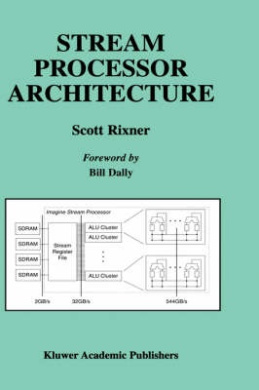 STREAM
PROCESSOR
ARCHITECTURE
Scott Rixner
Foreword by
Bill Dally
Imagine Stream Processor
SDRAM
SDRAM
SDRAM
SDRAM
Stream
Register
File
ALU Cluster
ALU Cluster
ALU Cluster
2GB/s
32GB/s
544GB/s
Kluwer Academic Publishers